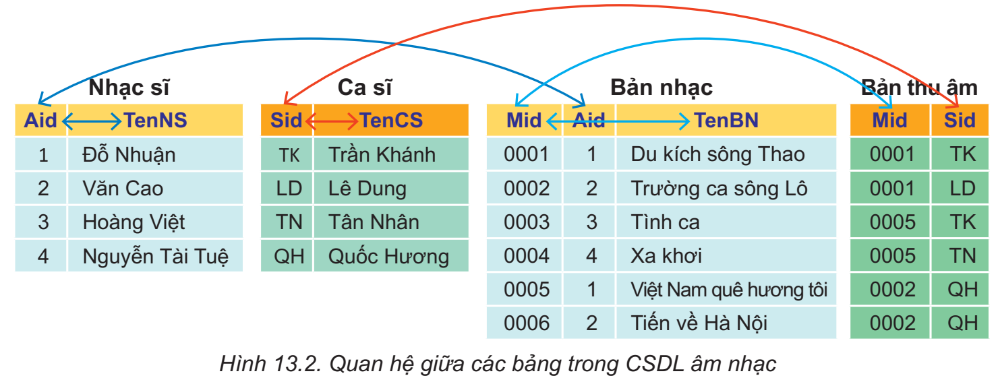 Nhạc sĩ Ca sĩ Bản nhạc Bản thu âm
Aid TenNS Sid TenCS Mid Aid TenBN Mid Sid
1 Đỗ Nhuận TK Trần Khánh 0001 1 Du kích sông Thao 0001 TK
2 Văn Cao LD Lê Dung 0002 2 Trường ca sông Lô 0001 LD
3 Hoàng Việt TN Tân Nhân 0003 3 Tình ca 0005 TK
4 Nguyễn Tài Tuệ QH Quốc Hương 0004 4 Xa khơi 0005 TN
0005 1 Việt Nam quê hương tôi 0002 QH
0006 2 Tiến về Hà Nội 0002 QH
Hình 13.2. Quan hệ giữa các bảng trong CSDL âm nhạc